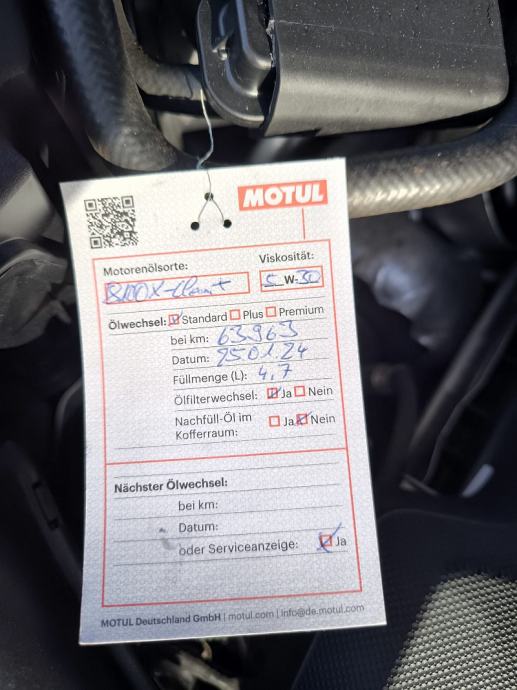 MOTUL
Motorenölsorte:
Viskosität:
8100 X-clean+
5 W-30
Ölwechsel: Standard Plus Premium
bei km: 63963
Datum: 25.01.24
Füllmenge (L): 4,7
Ölfilterwechsel: Ja Nein
Nachfüll-Öl im Ja Nein
Kofferraum:
Nächster Ölwechsel:
bei km:
Datum:
oder Serviceanzeige: Ja
MOTUL Deutschland GmbH | motul.com | info@de.motul.com